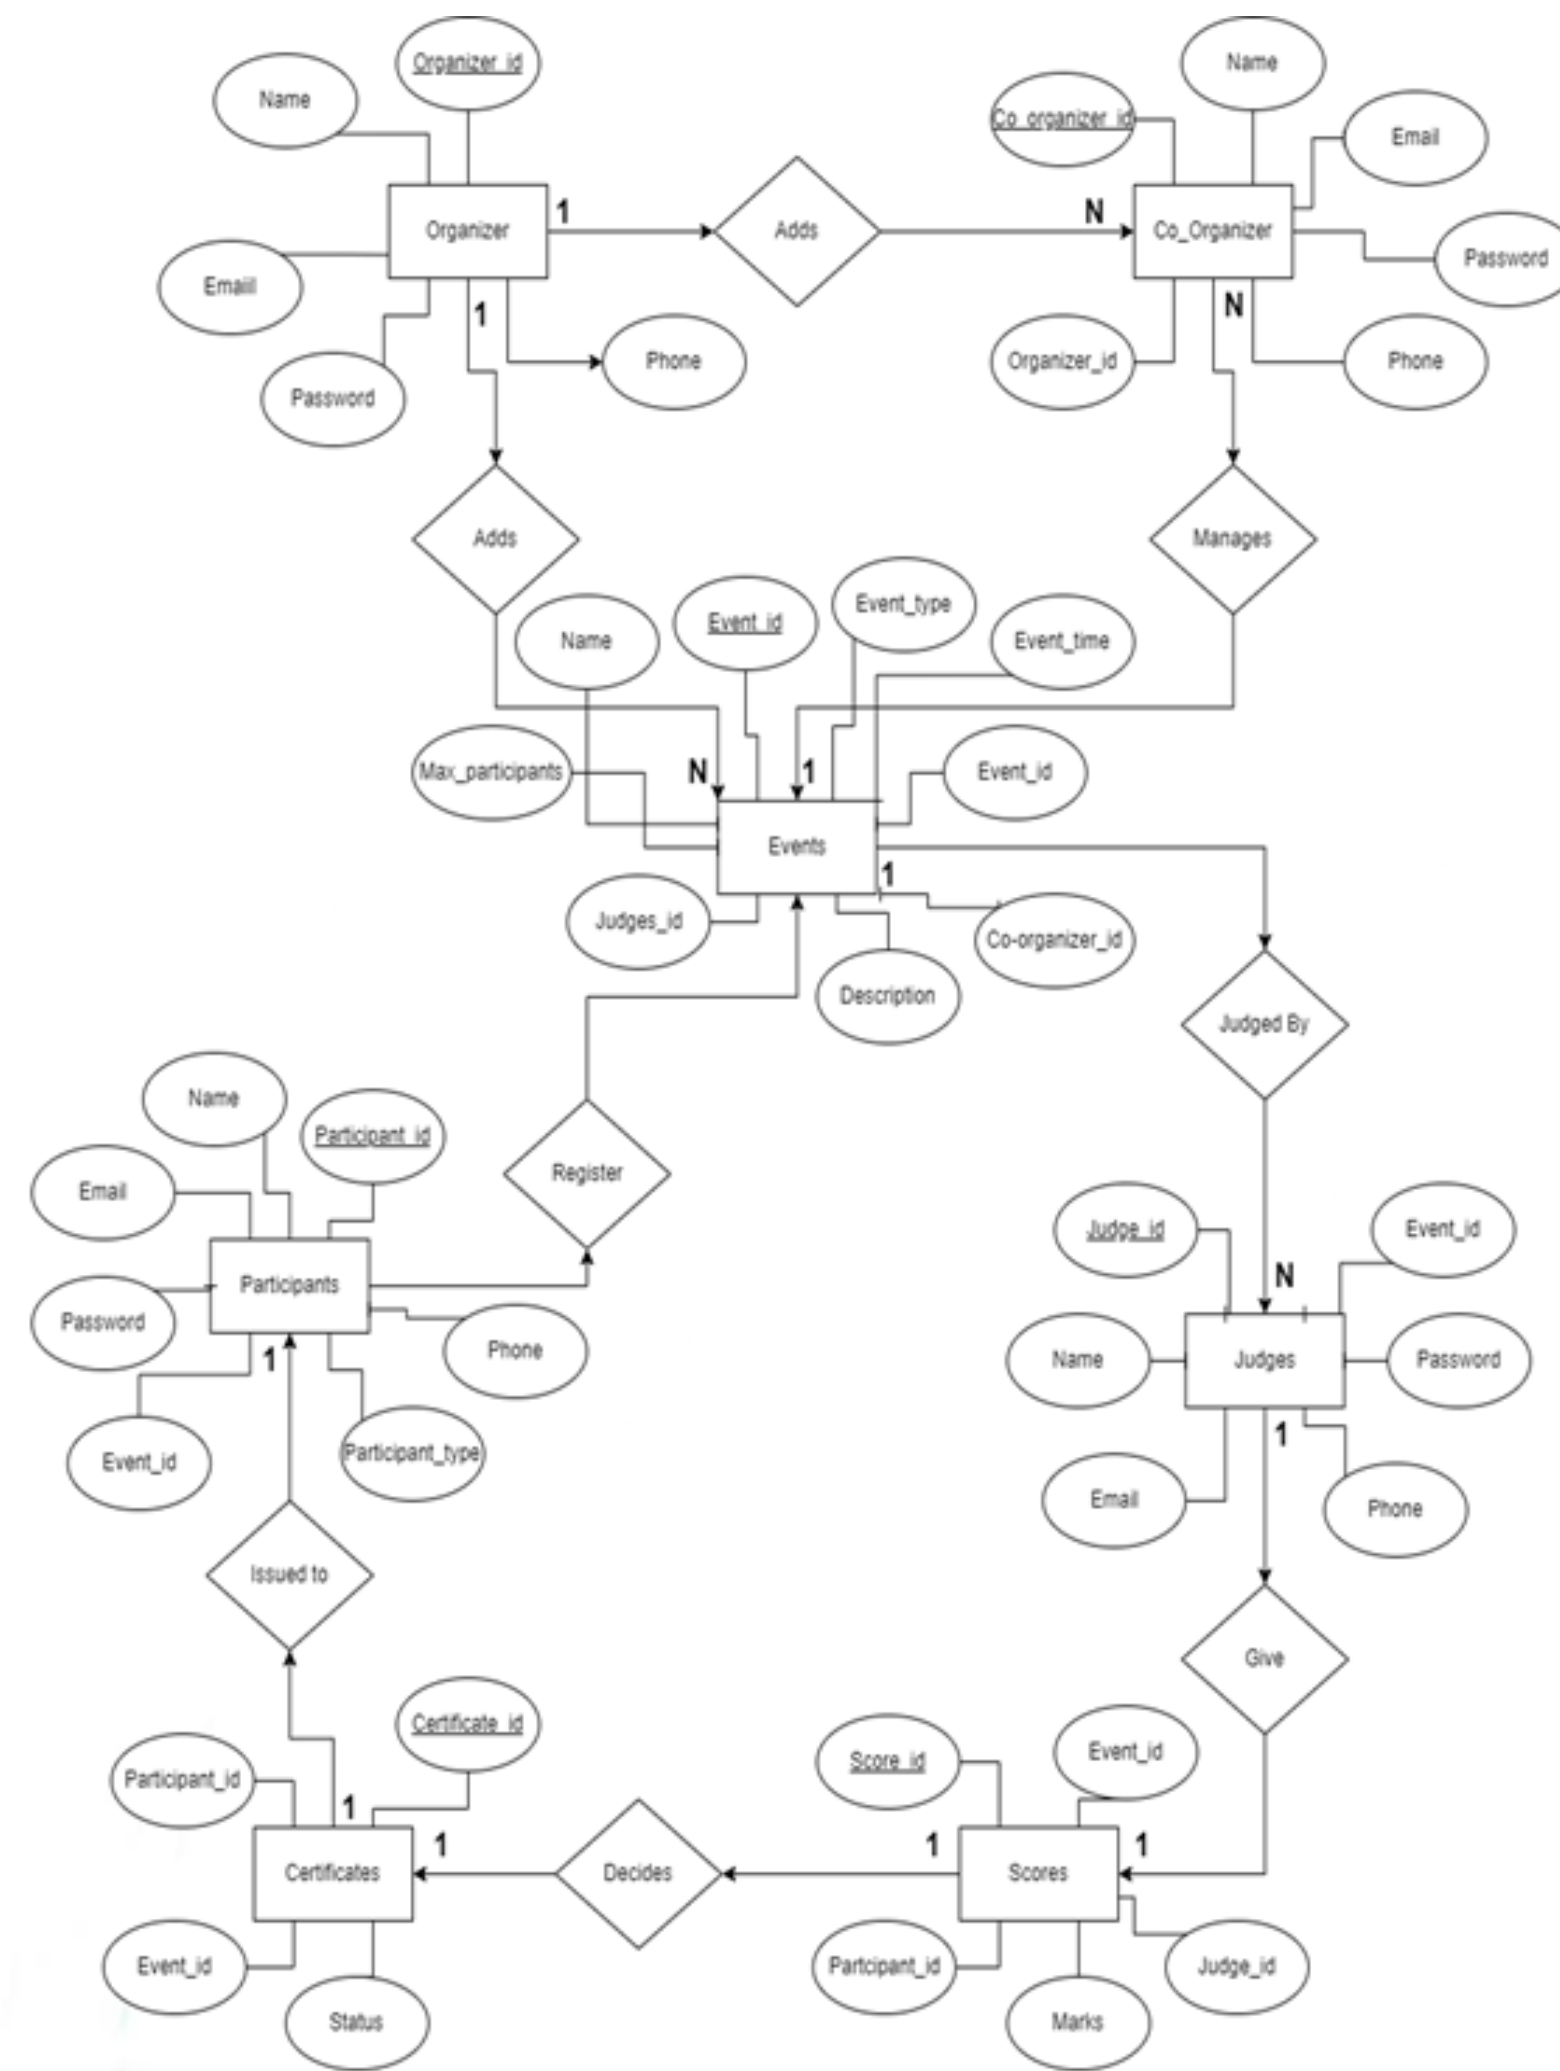 Organizer_id
Name
Name
Co_organizer_id
Email
1
N
Organizer
Adds
Co_Organizer
Password
Emaiil
1
N
Phone
Organizer_id
Phone
Password
Adds
Manages
Event_type
Event_id
Name
Event_time
Max_participants
N
1
Event_id
Events
1
Judges_id
Co-organizer_id
Description
Judged By
Name
Participant_id
Register
Email
Judge_id
Event_id
N
Participants
Password
Phone
1
Name
Judges
Password
1
Event_id
Participant_type
Email
Phone
Issued to
Give
Certificate_id
Participant_id
Score_id
Event_id
1
1
1
1
Certificates
Decides
Scores
Event_id
Partcipant_id
Judge_id
Status
Marks